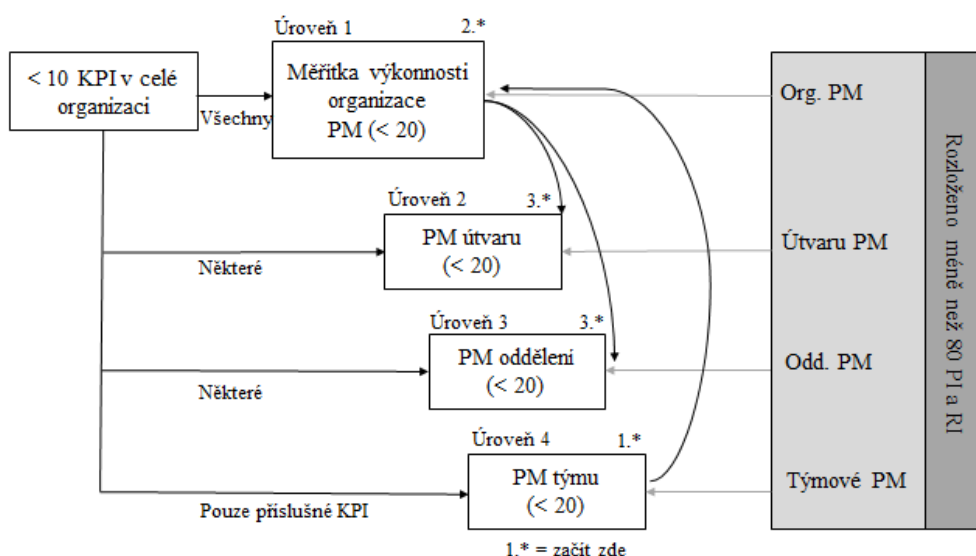 Úroveň 1
2.*
< 10 KPI v celé
organizaci
Všechny
Měřítka výkonnosti
organizace
PM (< 20)
Org. PM
Úroveň 2
3.*
PM útvaru
(< 20)
Některé
Útvaru PM
Úroveň 3
3.*
PM oddělení
(< 20)
Některé
Odd. PM
Úroveň 4
1.*
PM týmu
(< 20)
Pouze příslušné KPI
Týmové PM
1.* = začít zde
Rozloženo méně než 80 PI a RI